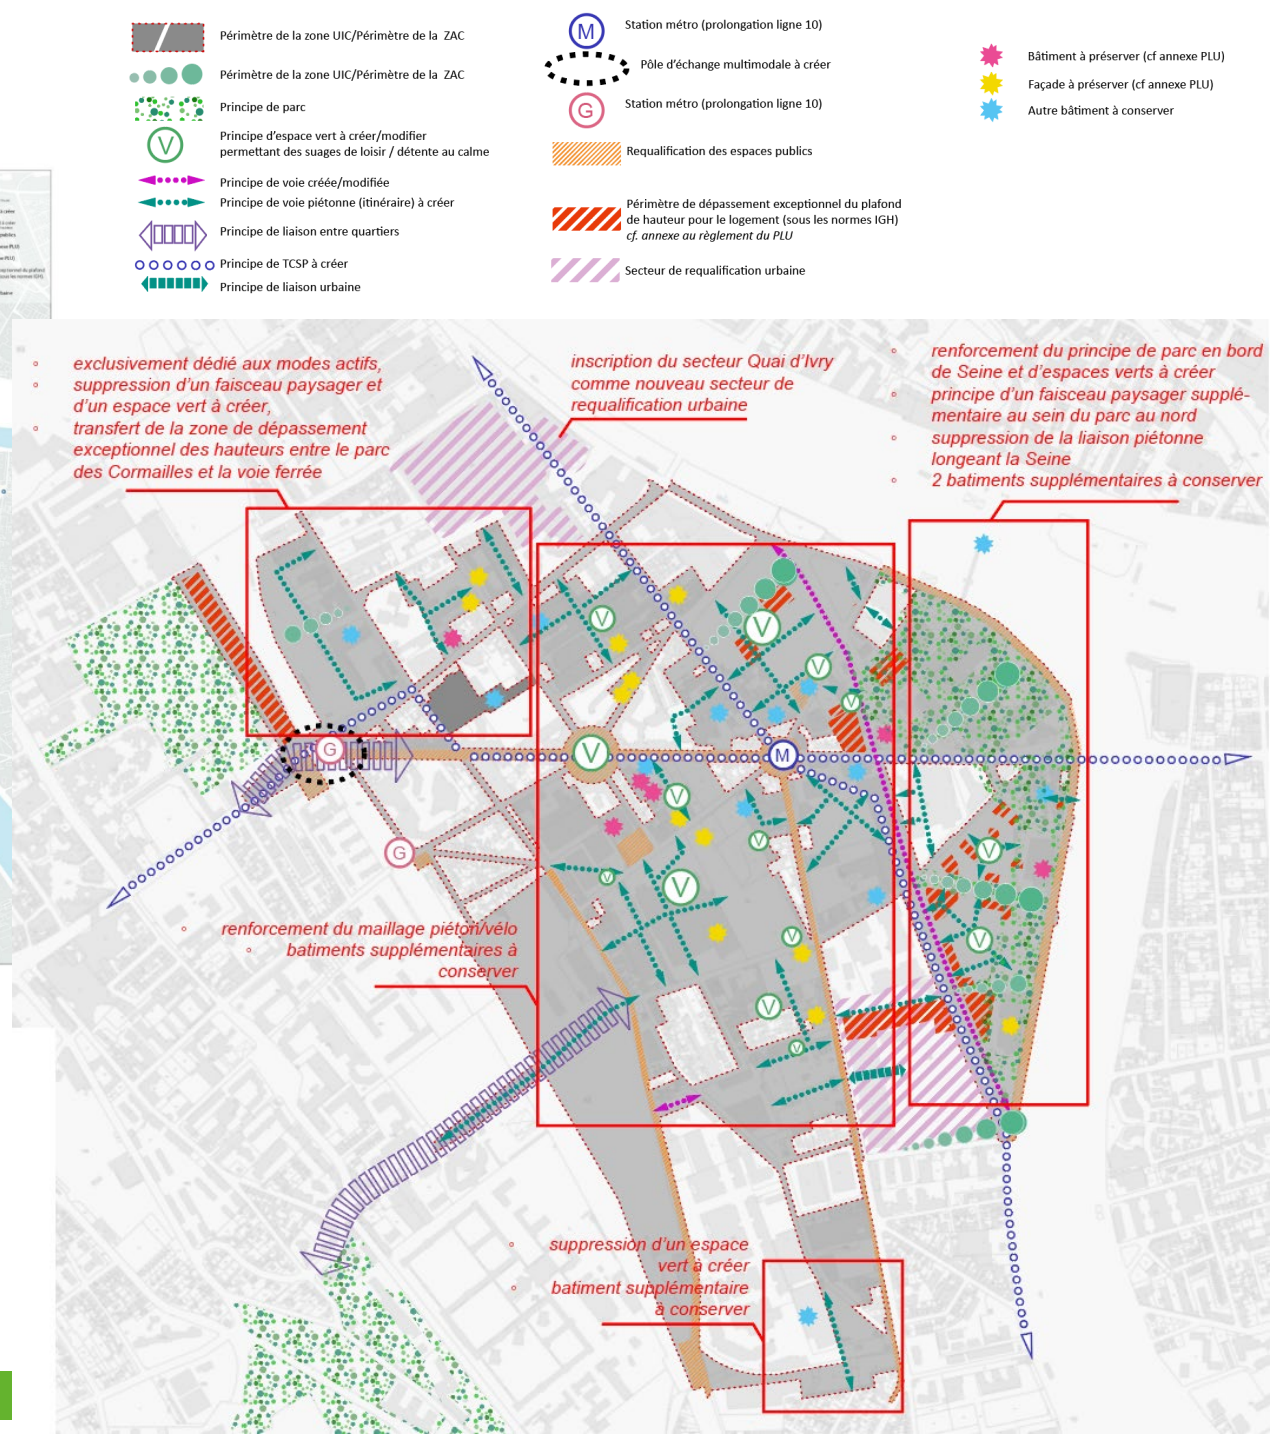 Périmètre de la zone UIC/Périmètre de la ZAC
Périmètre de la zone UIC/Périmètre de la ZAC
Principe de parc
V
Principe d'espace vert à créer/modifier
permettant des suages de loisir / détente au calme
Principe de voie créée/modifiée
Principe de voie piétonne (itinéraire) à créer
Principe de liaison entre quartiers
Principe de TCSP à créer
Principe de liaison urbaine
M
Station métro (prolongation ligne 10)
Pôle d'échange multimodale à créer
G
Station métro (prolongation ligne 10)
Requalification des espaces publics
Périmètre de dépassement exceptionnel du plafond
de hauteur pour le logement (sous les normes IGH)
cf. annexe au règlement du PLU
Secteur de requalification urbaine
Bâtiment à préserver (cf annexe PLU)
Façade à préserver (cf annexe PLU)
Autre bâtiment à conserver
exclusivement dédié aux modes actifs,
suppression d'un faisceau paysager et
d'un espace vert à créer,
transfert de la zone de dépassement
exceptionnel des hauteurs entre le parc
des Cormailles et la voie ferrée
inscription du secteur Quai d'Ivry
comme nouveau secteur de
requalification urbaine
renforcement du principe de parc en bord
de Seine et d'espaces verts à créer
principe d'un faisceau paysager supplé-
mentaire au sein du parc au nord
suppression de la liaison piétonne
longeant la Seine
2 batiments supplémentaires à conserver
V
V
V
V
G
V
M
V
G
V
V
V
V
V
V
V
V
renforcement du maillage piéton/vélo
batiments supplémentaires à
conserver
suppression d'un espace
vert à créer
batiment supplémentaire
à conserver